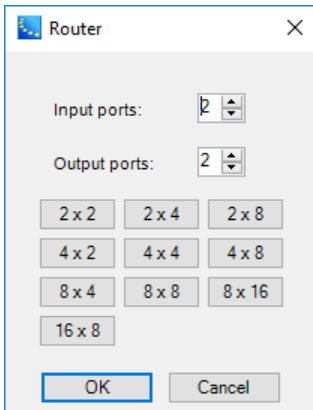 Router
Input ports: 2
Output ports: 2
2 x 2 2 x 4 2 x 8
4 x 2 4 x 4 4 x 8
8 x 4 8 x 8 8 x 16
16 x 8
OK Cancel